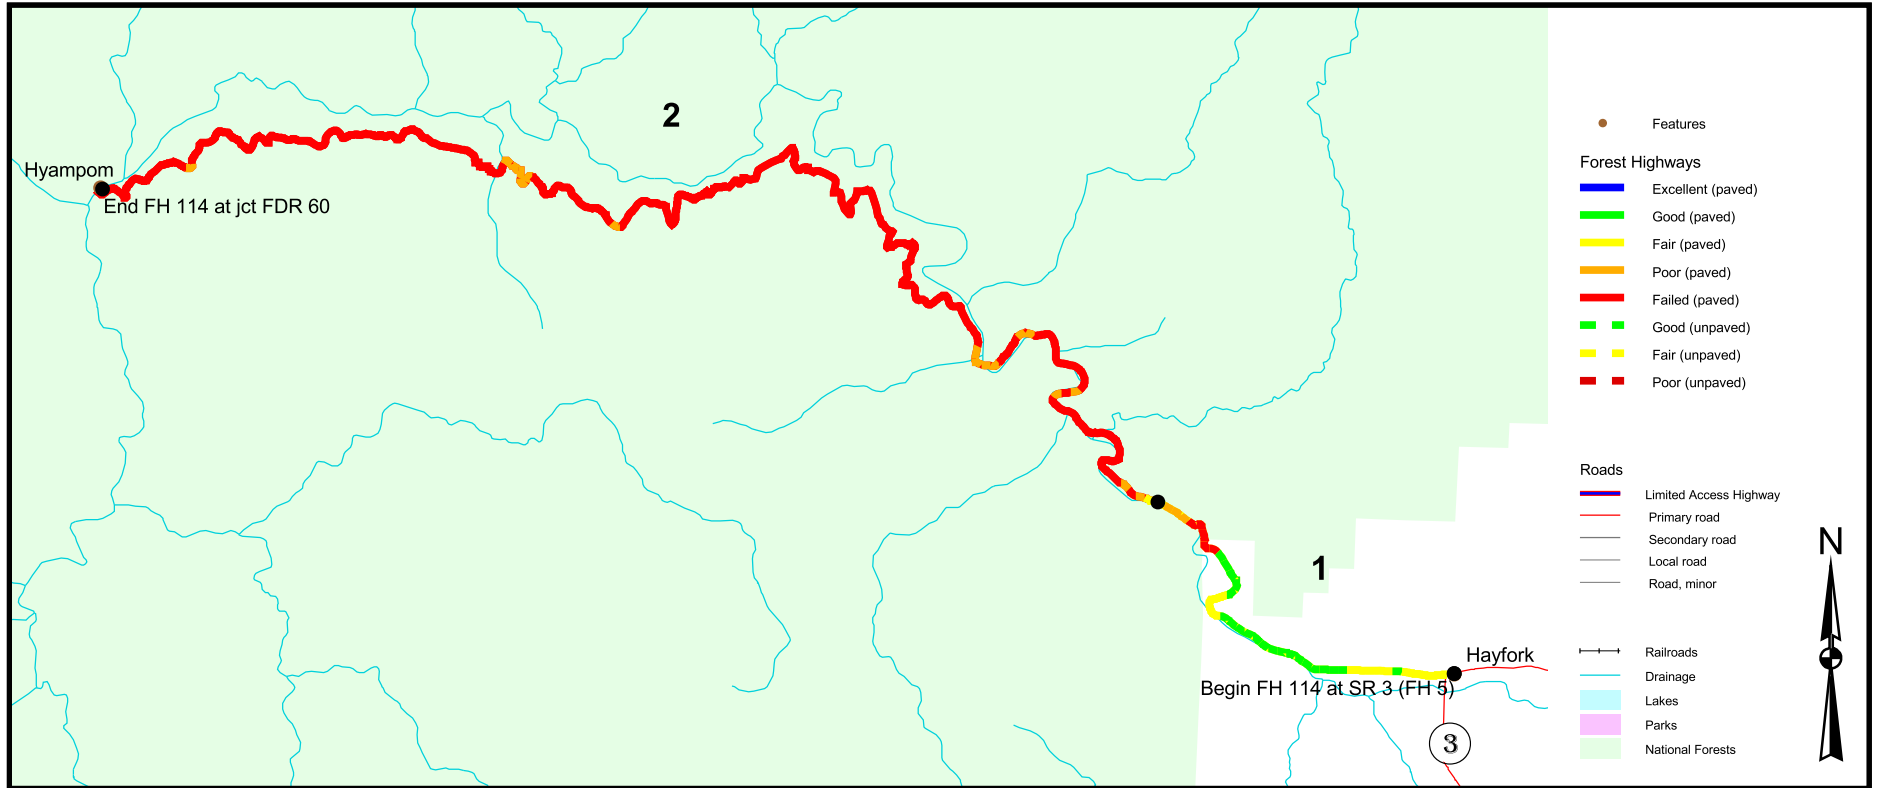 2
Hyampom
End FH 114 at jct FDR 60
1
Hayfork
Begin FH 114 at SR 3 (FH 5)
3
Features
Forest Highways
Excellent (paved)
Good (paved)
Fair (paved)
Poor (paved)
Failed (paved)
Good (unpaved)
Fair (unpaved)
Poor (unpaved)
Roads
Limited Access Highway
Primary road
Secondary road
Local road
Road, minor
Railroads
Drainage
Lakes
Parks
National Forests
N